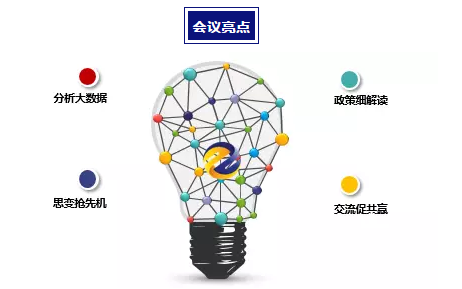 会议亮点
分析大数据
政策细解读
思变抢先机
交流促共赢